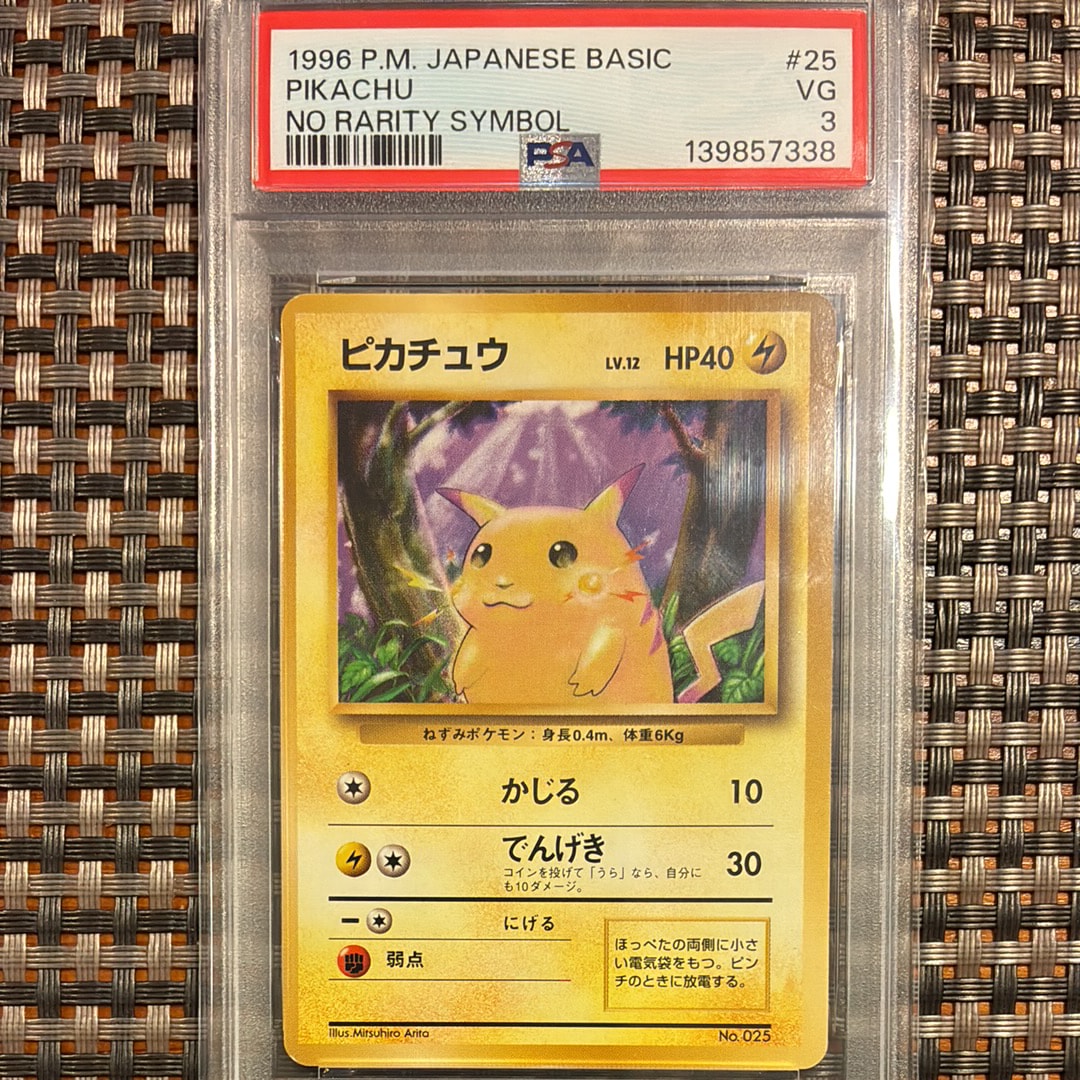 1996 P.M. JAPANESE BASIC #25
PIKACHU VG
NO RARITY SYMBOL 3
PSA 139857338
ピカチュウ LV.12 HP40
ねずみポケモン：身長0.4m、体重6Kg
かじる 10
でんげき 30
コインを投げて「うら」なら、自分に
も10ダメージ。
にげる
弱点
ほっぺたの両側に小さ
い電気袋をもつ。ピン
チのときに放電する。
Illus.Mitsuhiro Arita No.025